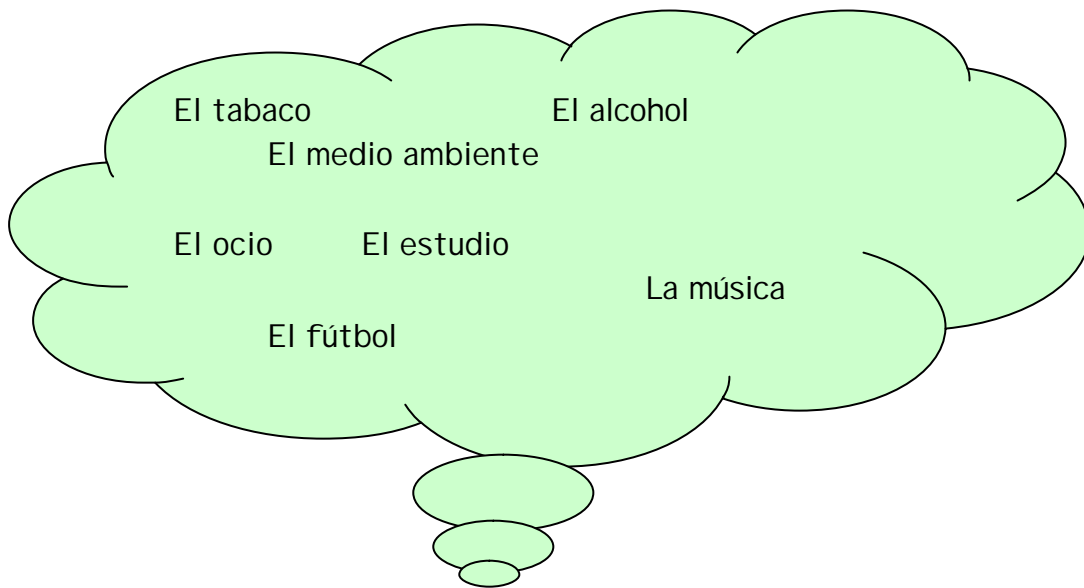 El tabaco El alcohol
El medio ambiente
El ocio El estudio
La música
El fútbol